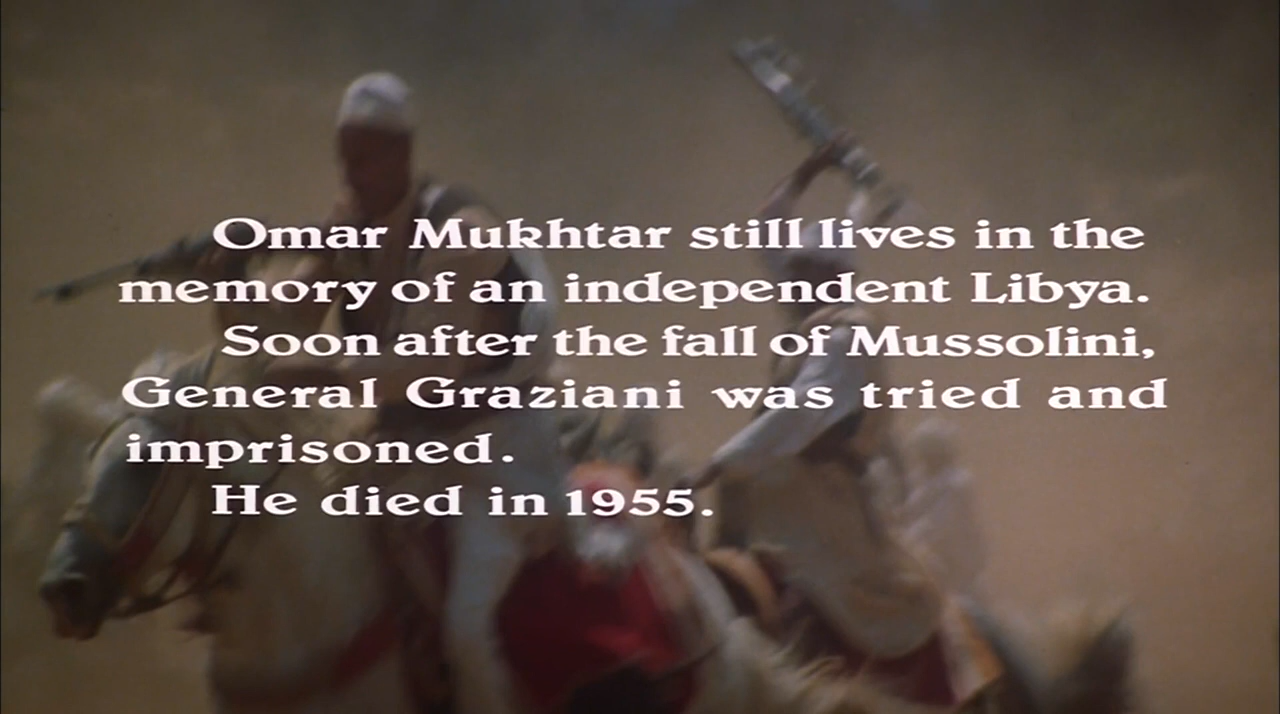 Omar Mukhtar still lives in the
memory of an independent Libya.
Soon after the fall of Mussolini,
General Graziani was tried and
imprisoned.
He died in 1955.